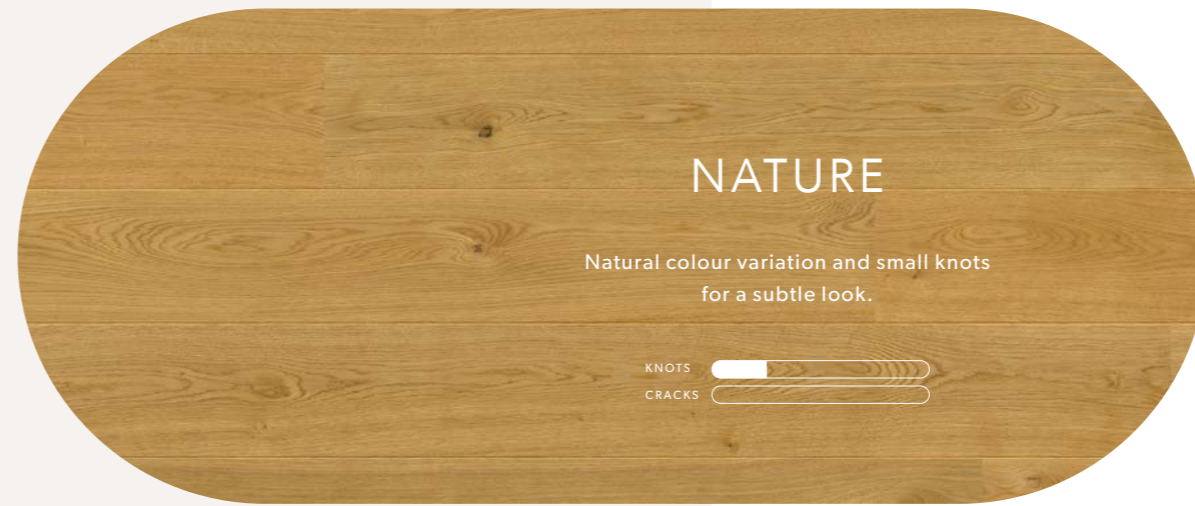 NATURE
Natural colour variation and small knots
for a subtle look.
KNOTS
CRACKS